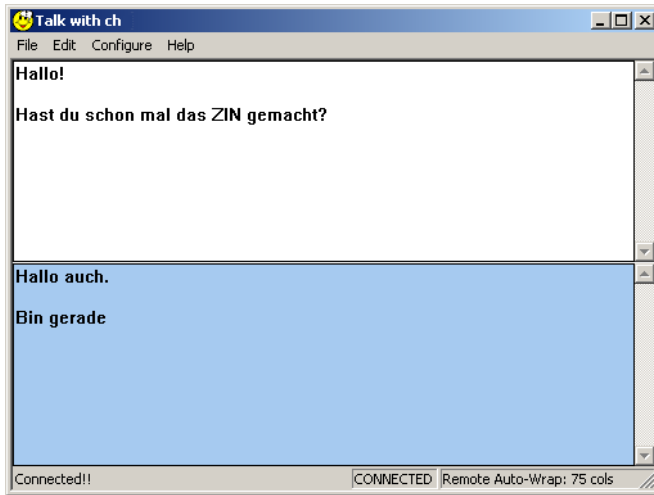 Talk with ch
File Edit Configure Help
Hallo!
Hast du schon mal das ZIN gemacht?
Hallo auch.
Bin gerade
Connected!! CONNECTED Remote Auto-Wrap: 75 cols